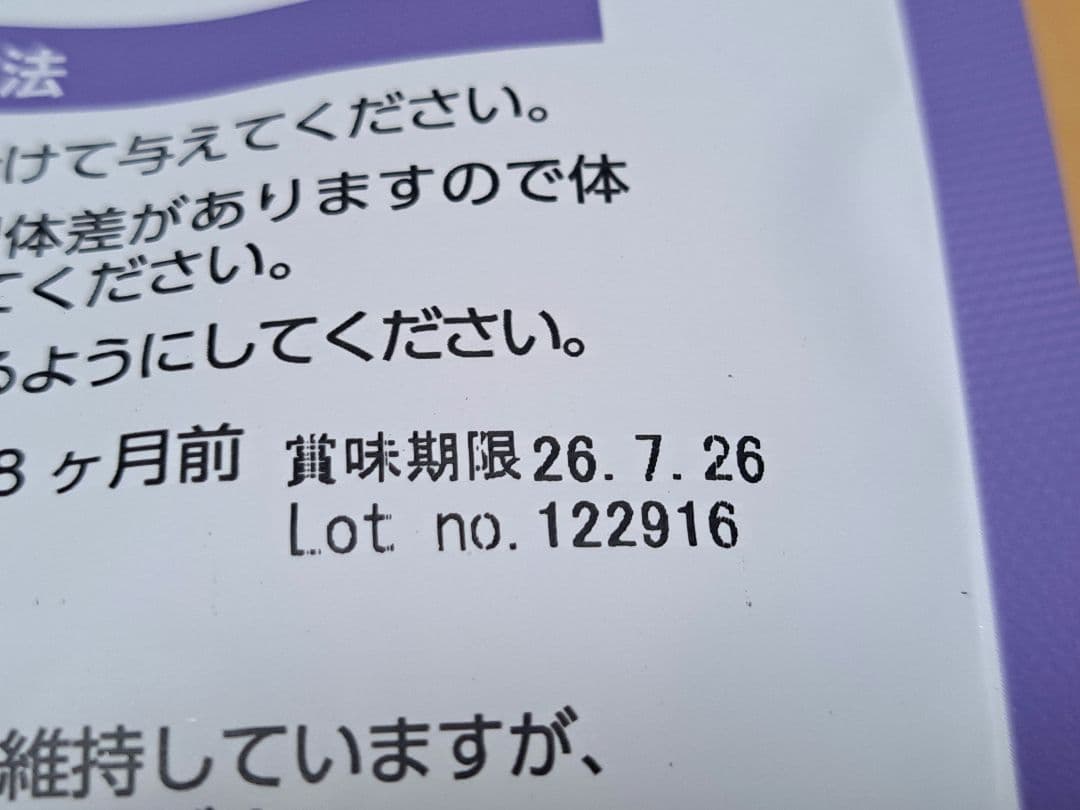 法
けて与えてください。
体差がありますので体
てください。
るようにしてください。
8ヶ月前 賞味期限26.7.26
Lot no.122916
維持していますが、